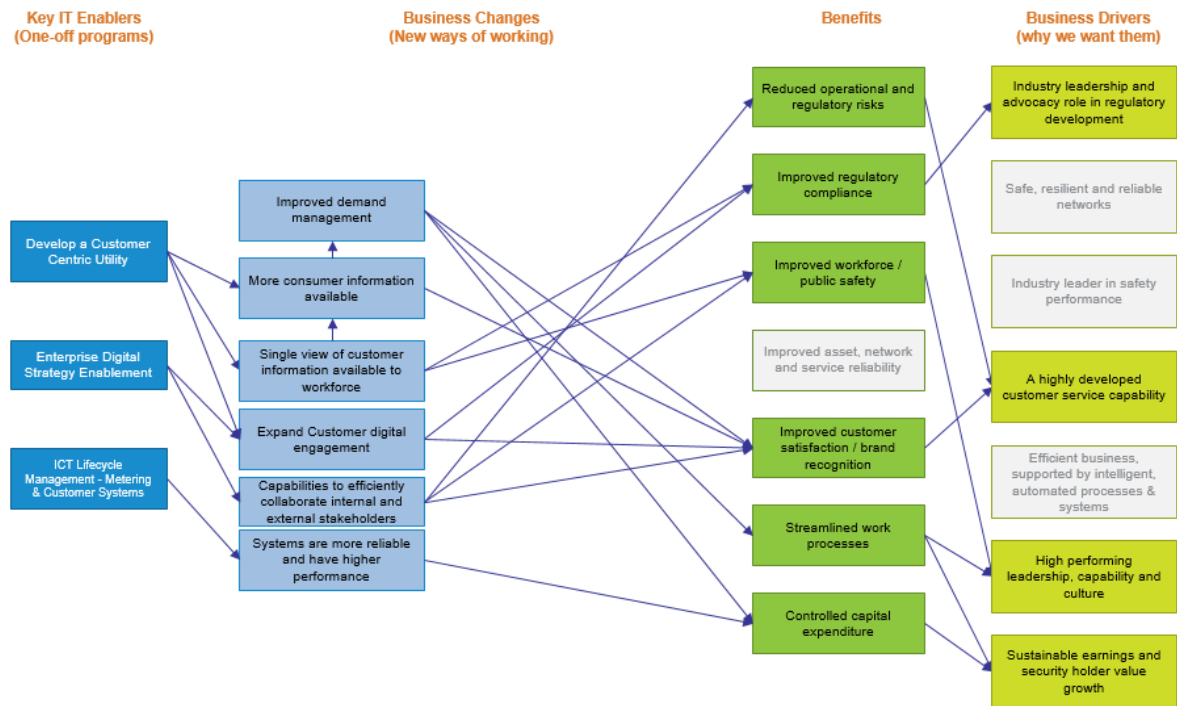 Key IT Enablers
(One-off programs)
Business Changes
(New ways of working)
Benefits
Business Drivers
(why we want them)
Develop a Customer
Centric Utility
Enterprise Digital
Strategy Enablement
ICT Lifecycle
Management - Metering
& Customer Systems
Improved demand
management
More consumer information
available
Single view of customer
information available to
workforce
Expand Customer digital
engagement
Capabilities to efficiently
collaborate internal and
external stakeholders
Systems are more reliable
and have higher
performance
Reduced operational and
regulatory risks
Improved regulatory
compliance
Improved workforce /
public safety
Improved asset, network
and service reliability
Improved customer
satisfaction / brand
recognition
Streamlined work
processes
Controlled capital
expenditure
Industry leadership and
advocacy role in regulatory
development
Safe, resilient and reliable
networks
Industry leader in safety
performance
A highly developed
customer service capability
Efficient business,
supported by intelligent,
automated processes &
systems
High performing
leadership, capability and
culture
Sustainable earnings and
security holder value
growth